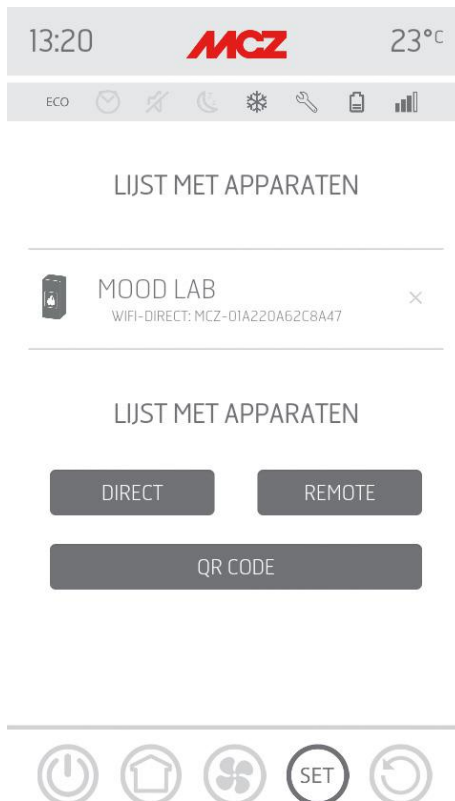 13:20 MCZ 23°C
ECO
LIJST MET APPARATEN
MOOD LAB
WIFI-DIRECT: MCZ-01A220A62C8A47
LIJST MET APPARATEN
DIRECT REMOTE
QR CODE
SET